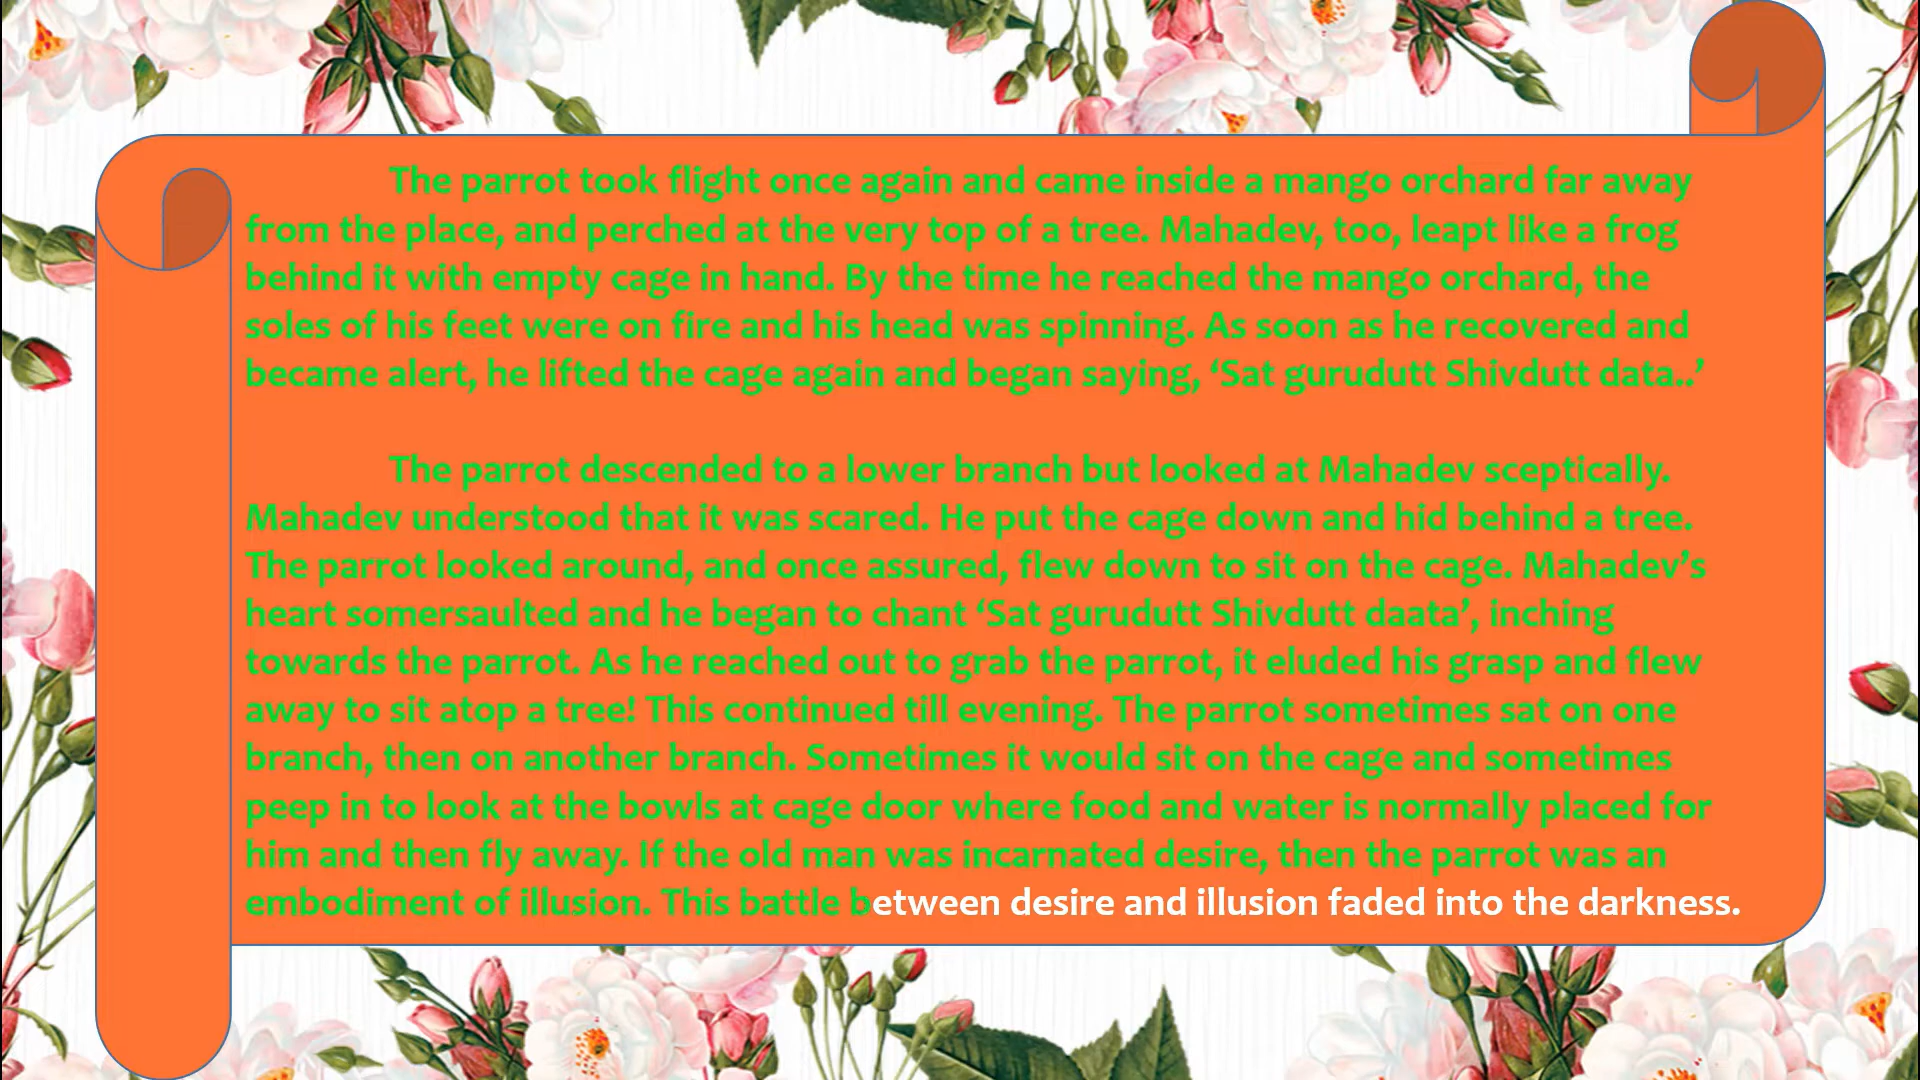 The parrot took flight once again and came inside a mango orchard far away
from the place, and perched at the very top of a tree. Mahadev, too, leapt like a frog
behind it with empty cage in hand. By the time he reached the mango orchard, the
soles of his feet were on fire and his head was spinning. As soon as he recovered and
became alert, he lifted the cage again and began saying, ‘Sat gurudutt Shivdutt data..’
The parrot descended to a lower branch but looked at Mahadev sceptically.
Mahadev understood that it was scared. He put the cage down and hid behind a tree.
The parrot looked around, and once assured, flew down to sit on the cage. Mahadev’s
heart somersaulted and he began to chant ‘Sat gurudutt Shivdutt daata’, inching
towards the parrot. As he reached out to grab the parrot, it eluded his grasp and flew
away to sit atop a tree! This continued till evening. The parrot sometimes sat on one
branch, then on another branch. Sometimes it would sit on the cage and sometimes
peep in to look at the bowls at cage door where food and water is normally placed for
him and then fly away. If the old man was incarnated desire, then the parrot was an
embodiment of illusion. This battle between desire and illusion faded into the darkness.